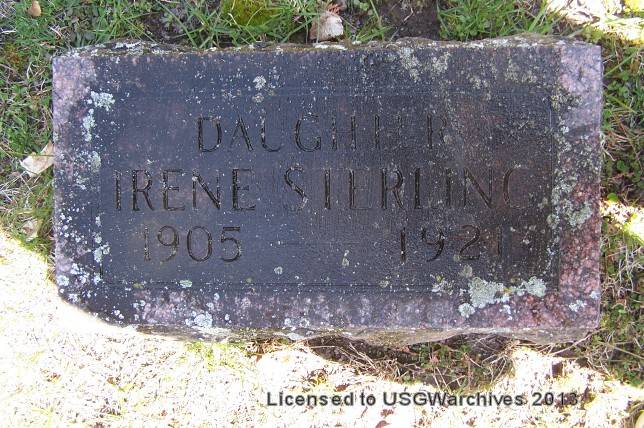 DAUGHTER
IRENE STERLING
1905 — 1921
Licensed to USGWarchives 2013